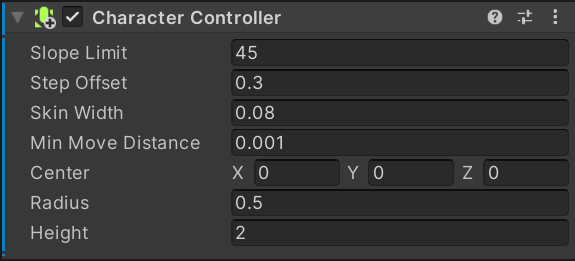 Character Controller
Slope Limit 45
Step Offset 0.3
Skin Width 0.08
Min Move Distance 0.001
Center X 0 Y 0 Z 0
Radius 0.5
Height 2